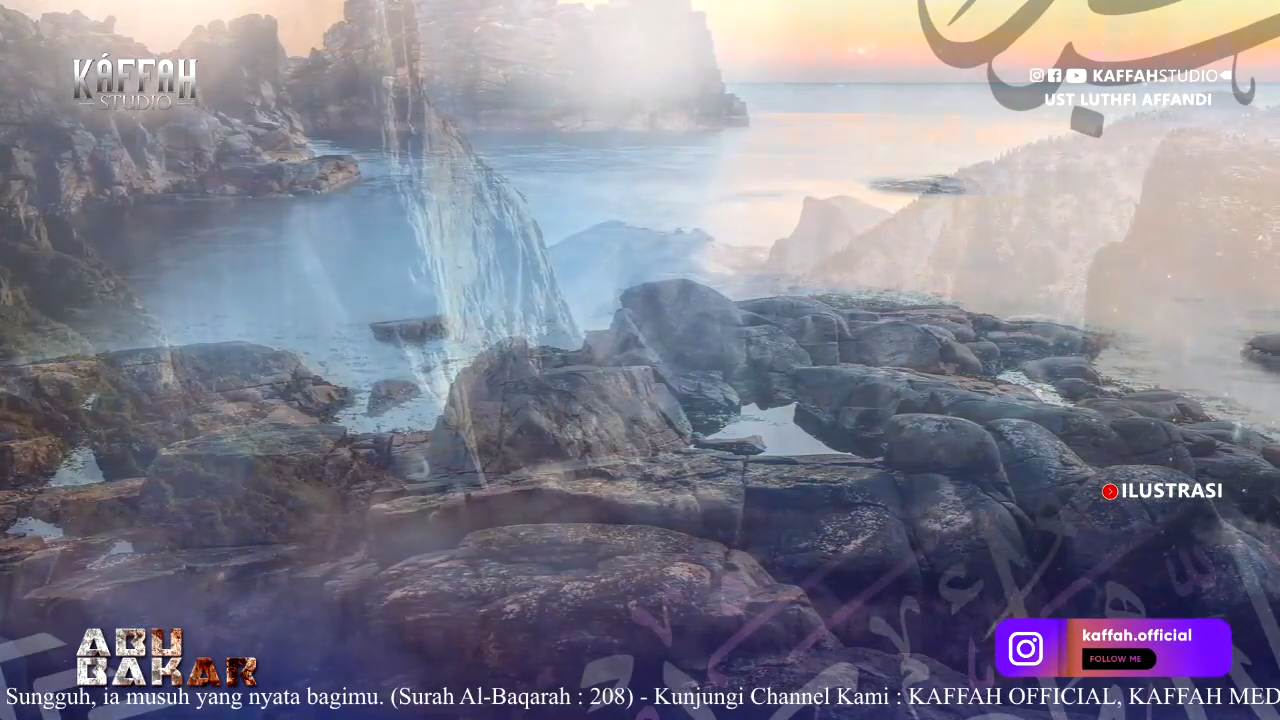 KÁFFAH
STUDIO
KAFFAHSTUDIO
UST LUTHFI AFFANDI
ILUSTRASI
ABU
BAKAR
kaffah.official
FOLLOW ME
Sungguh, ia musuh yang nyata bagimu. (Surah Al-Baqarah : 208) - Kunjungi Channel Kami : KAFFAH OFFICIAL, KAFFAH MED